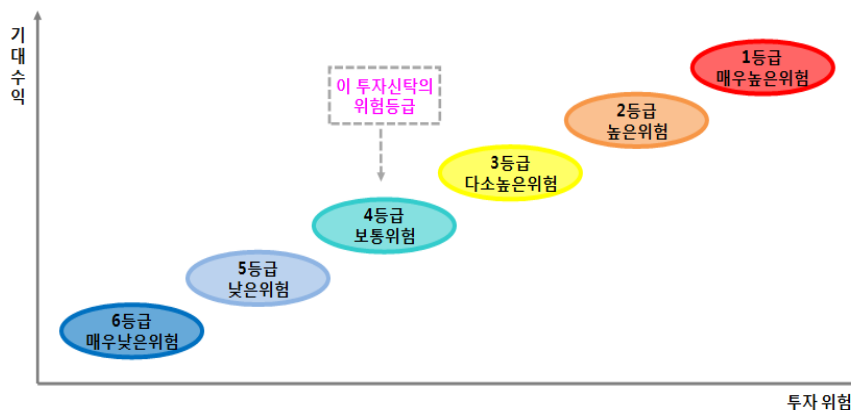 기대수익
1등급
매우높은위험
이 투자신탁의
위험등급
2등급
높은위험
3등급
다소높은위험
4등급
보통위험
5등급
낮은위험
6등급
매우낮은위험
투자 위험